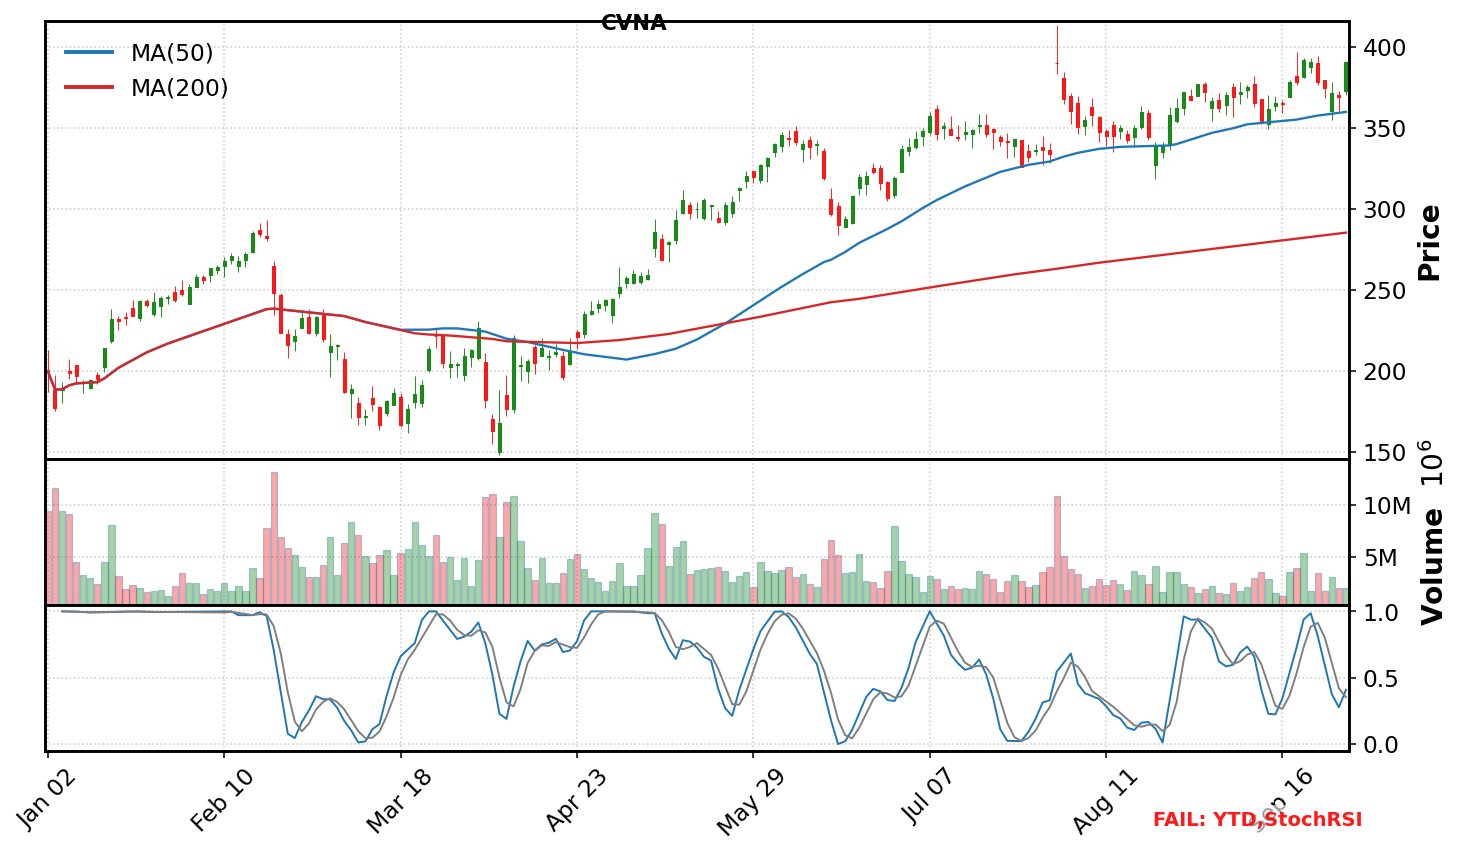 CVNA
MA(50)
MA(200)
400
350
300
250
200
150
Price
10M
5M
Volume 10^6
1.0
0.5
0.0
Jan 02
Feb 10
Mar 18
Apr 23
May 29
Jul 07
Aug 11
Sep 16
FAIL: YTD,StochRSI